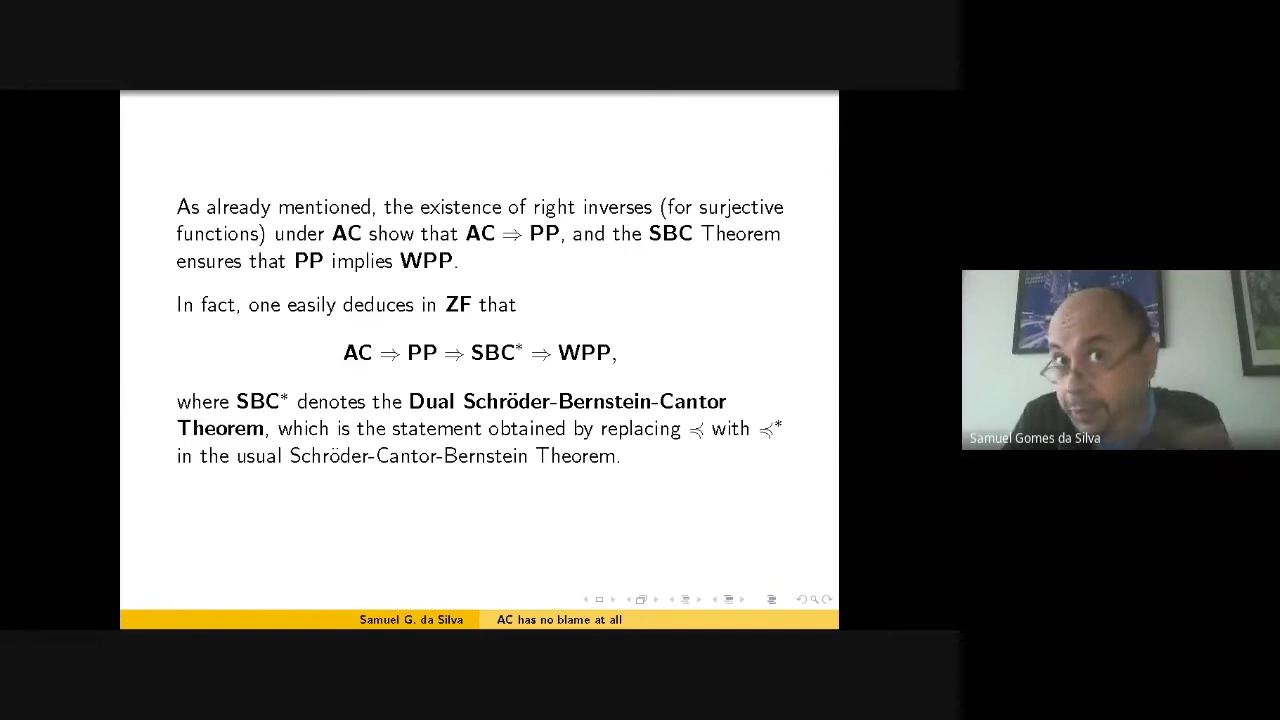 As already mentioned, the existence of right inverses (for surjective
functions) under AC show that AC ⇒ PP, and the SBC Theorem
ensures that PP implies WPP.
In fact, one easily deduces in ZF that
AC ⇒ PP ⇒ SBC* ⇒ WPP,
where SBC* denotes the Dual Schröder-Bernstein-Cantor
Theorem, which is the statement obtained by replacing ≼ with ≼*
in the usual Schröder-Cantor-Bernstein Theorem.
Samuel Gomes da Silva
Samuel G. da Silva
AC has no blame at all